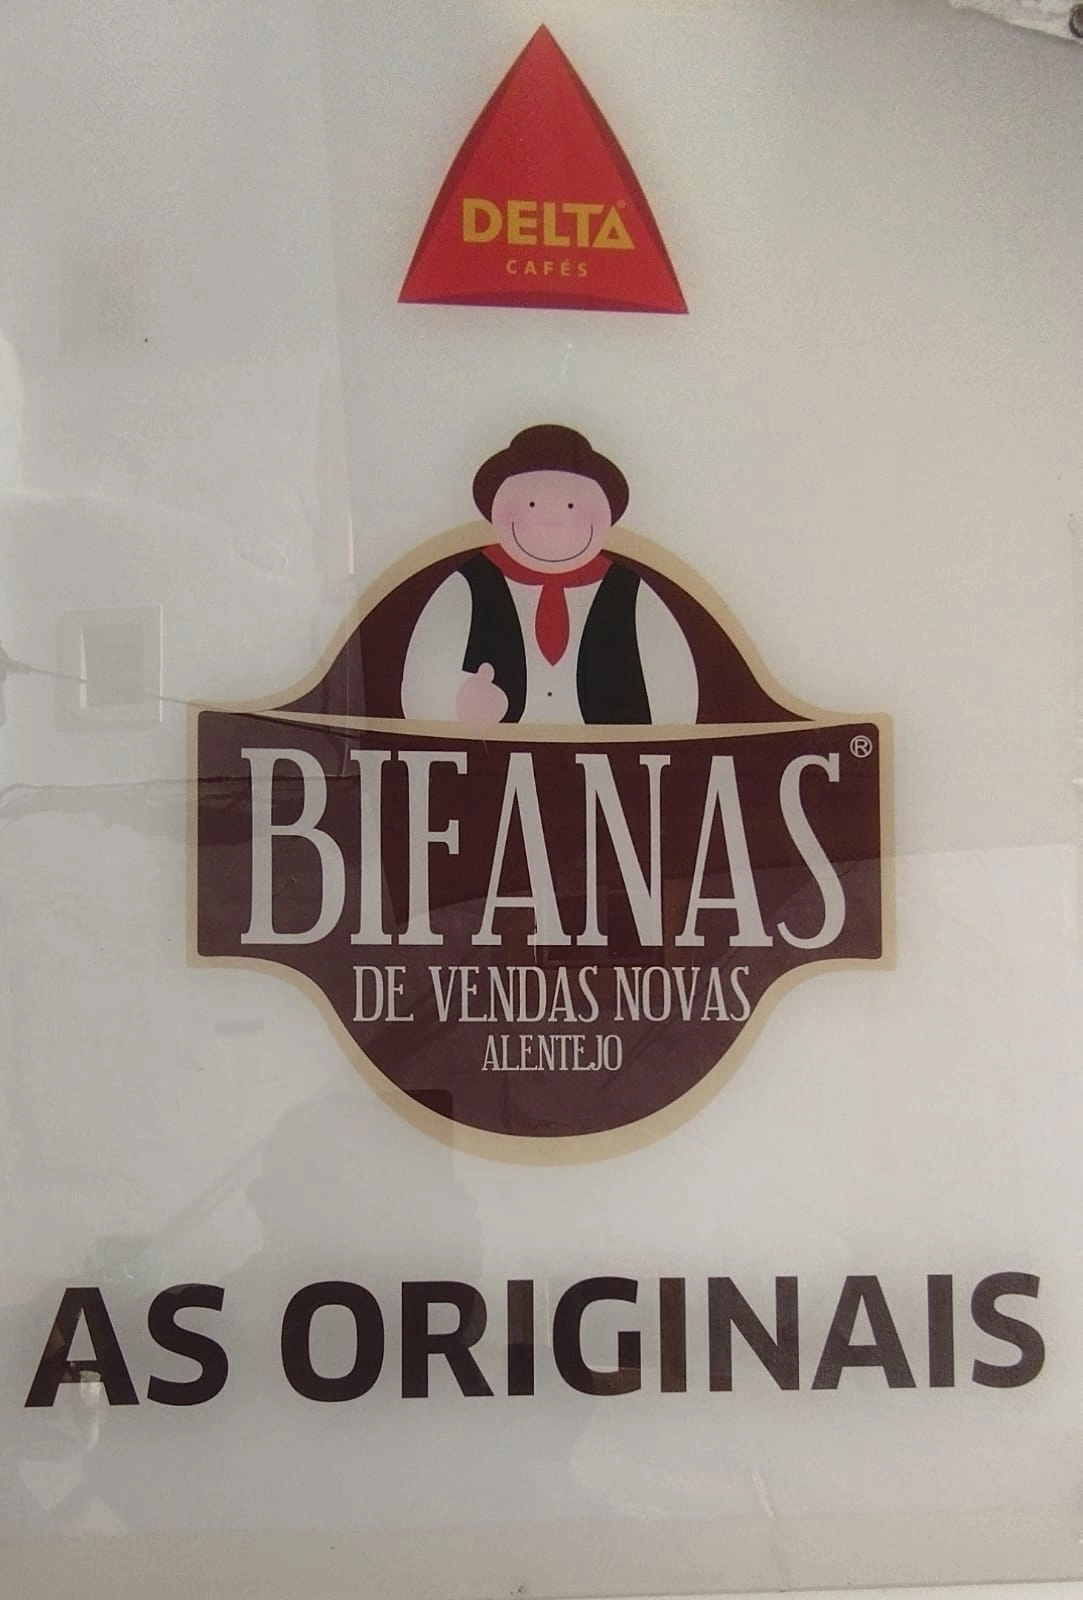 DELTA®
CAFÉS
BIFANAS®
DE VENDAS NOVAS
ALENTEJO
AS ORIGINAIS